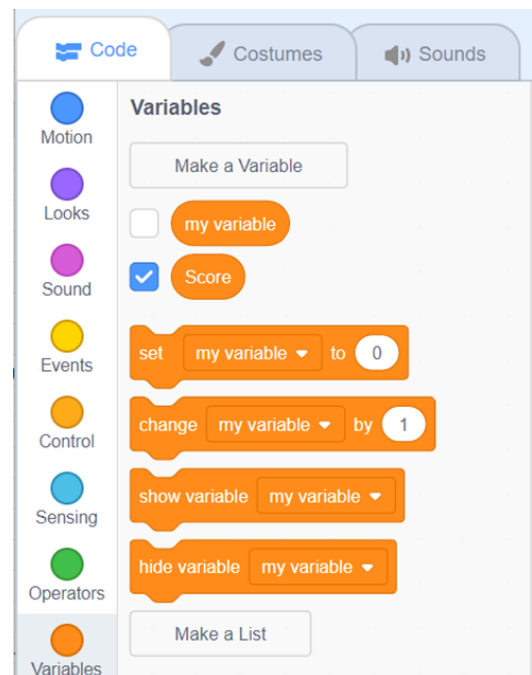 Code
Costumes
Sounds
Motion
Looks
Sound
Events
Control
Sensing
Operators
Variables
Variables
Make a Variable
my variable
Score
set my variable to 0
change my variable by 1
show variable my variable
hide variable my variable
Make a List